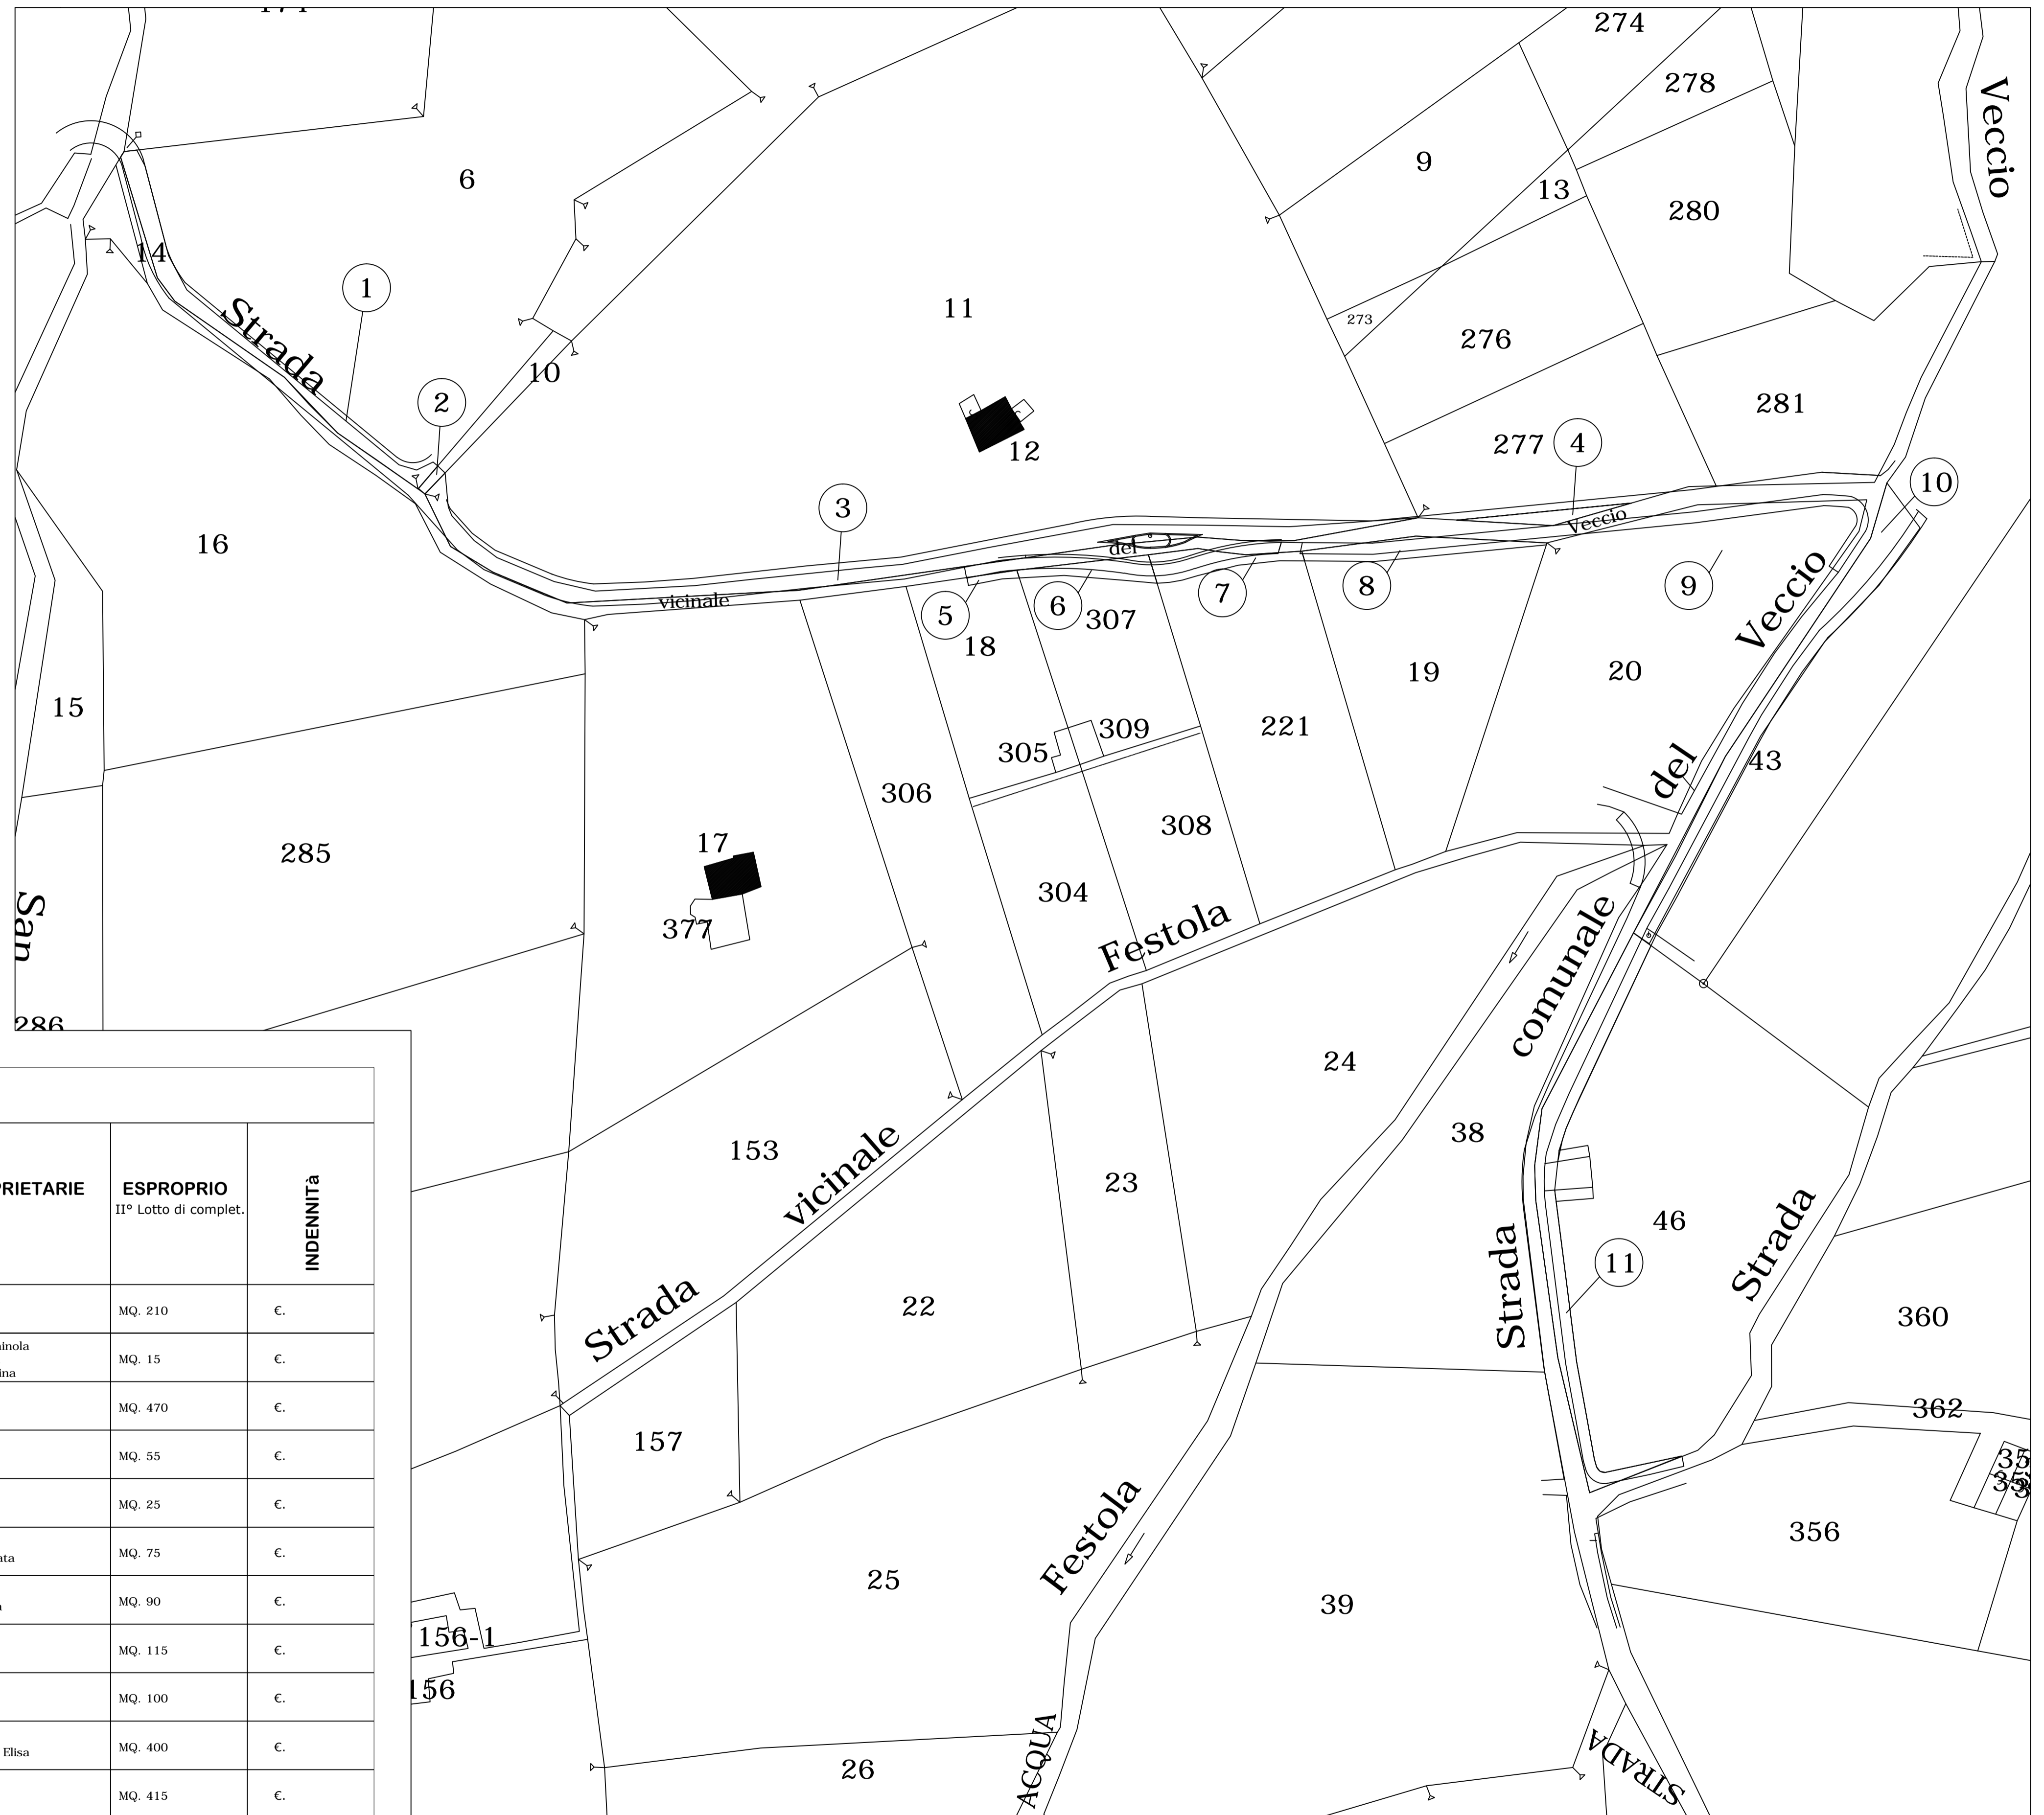 274
278
Veccio
9
13
6
280
14
1
11
273
276
Strada
10
2
281
12
277
4
10
3
16
Veccio
del
vicinale
5
6
7
8
9
307
18
Veccio
15
19
20
221
309
305
del
43
306
308
17
285
304
377
Festola
San
comunale
286
24
38
153
vicinale
23
46
Strada
Strada
11
22
Strada
360
362
157
Festola
356
25
39
156-1
156
26
ACQUA
STRADA
PRIETARIE
ESPROPRIO
II° Lotto di complet.
INDENNITà
MQ. 210 €.
inola
ina
MQ. 15 €.
MQ. 470 €.
MQ. 55 €.
MQ. 25 €.
ata MQ. 75 €.
MQ. 90 €.
MQ. 115 €.
MQ. 100 €.
Elisa MQ. 400 €.
MQ. 415 €.